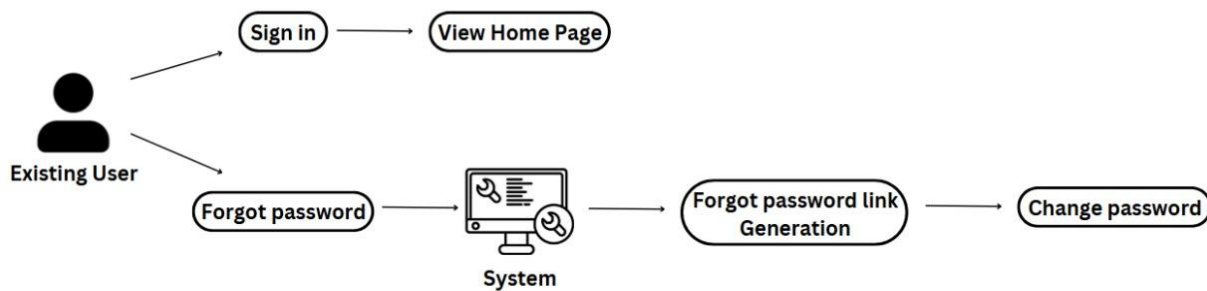 Sign in
View Home Page
Existing User
Forgot password
System
Forgot password link
Generation
Change password